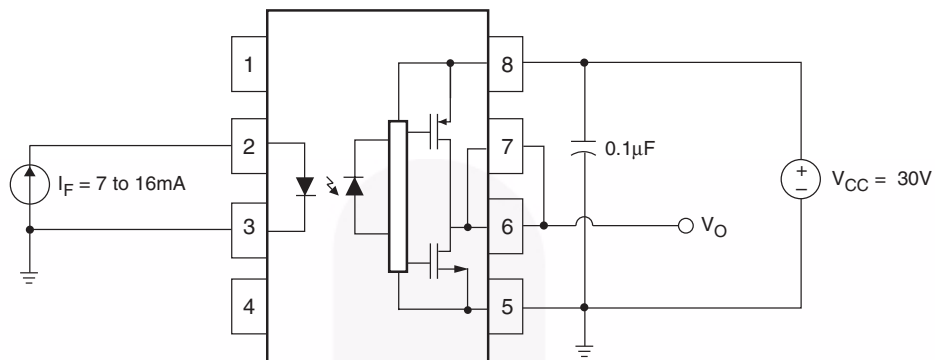 1
8
2
7
0.1µF
I_F = 7 to 16mA
+
–
V_CC = 30V
3
6
V_O
4
5